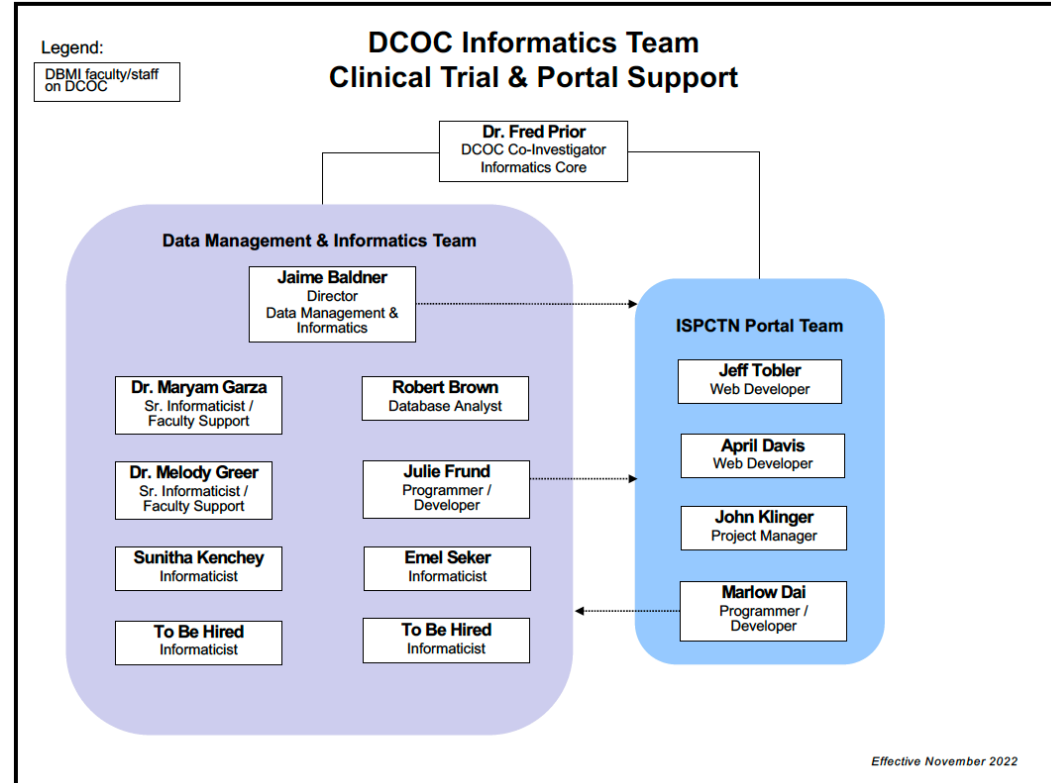 Legend:
DBMI faculty/staff
on DCOC
DCOC Informatics Team
Clinical Trial & Portal Support
Dr. Fred Prior
DCOC Co-Investigator
Informatics Core
Data Management & Informatics Team
Jaime Baldner
Director
Data Management &
Informatics
Dr. Maryam Garza
Sr. Informaticist /
Faculty Support
Robert Brown
Database Analyst
Dr. Melody Greer
Sr. Informaticist /
Faculty Support
Julie Frund
Programmer /
Developer
Sunitha Kenchey
Informaticist
Emel Seker
Informaticist
To Be Hired
Informaticist
To Be Hired
Informaticist
ISPCTN Portal Team
Jeff Tobler
Web Developer
April Davis
Web Developer
John Klinger
Project Manager
Marlow Dai
Programmer /
Developer
Effective November 2022